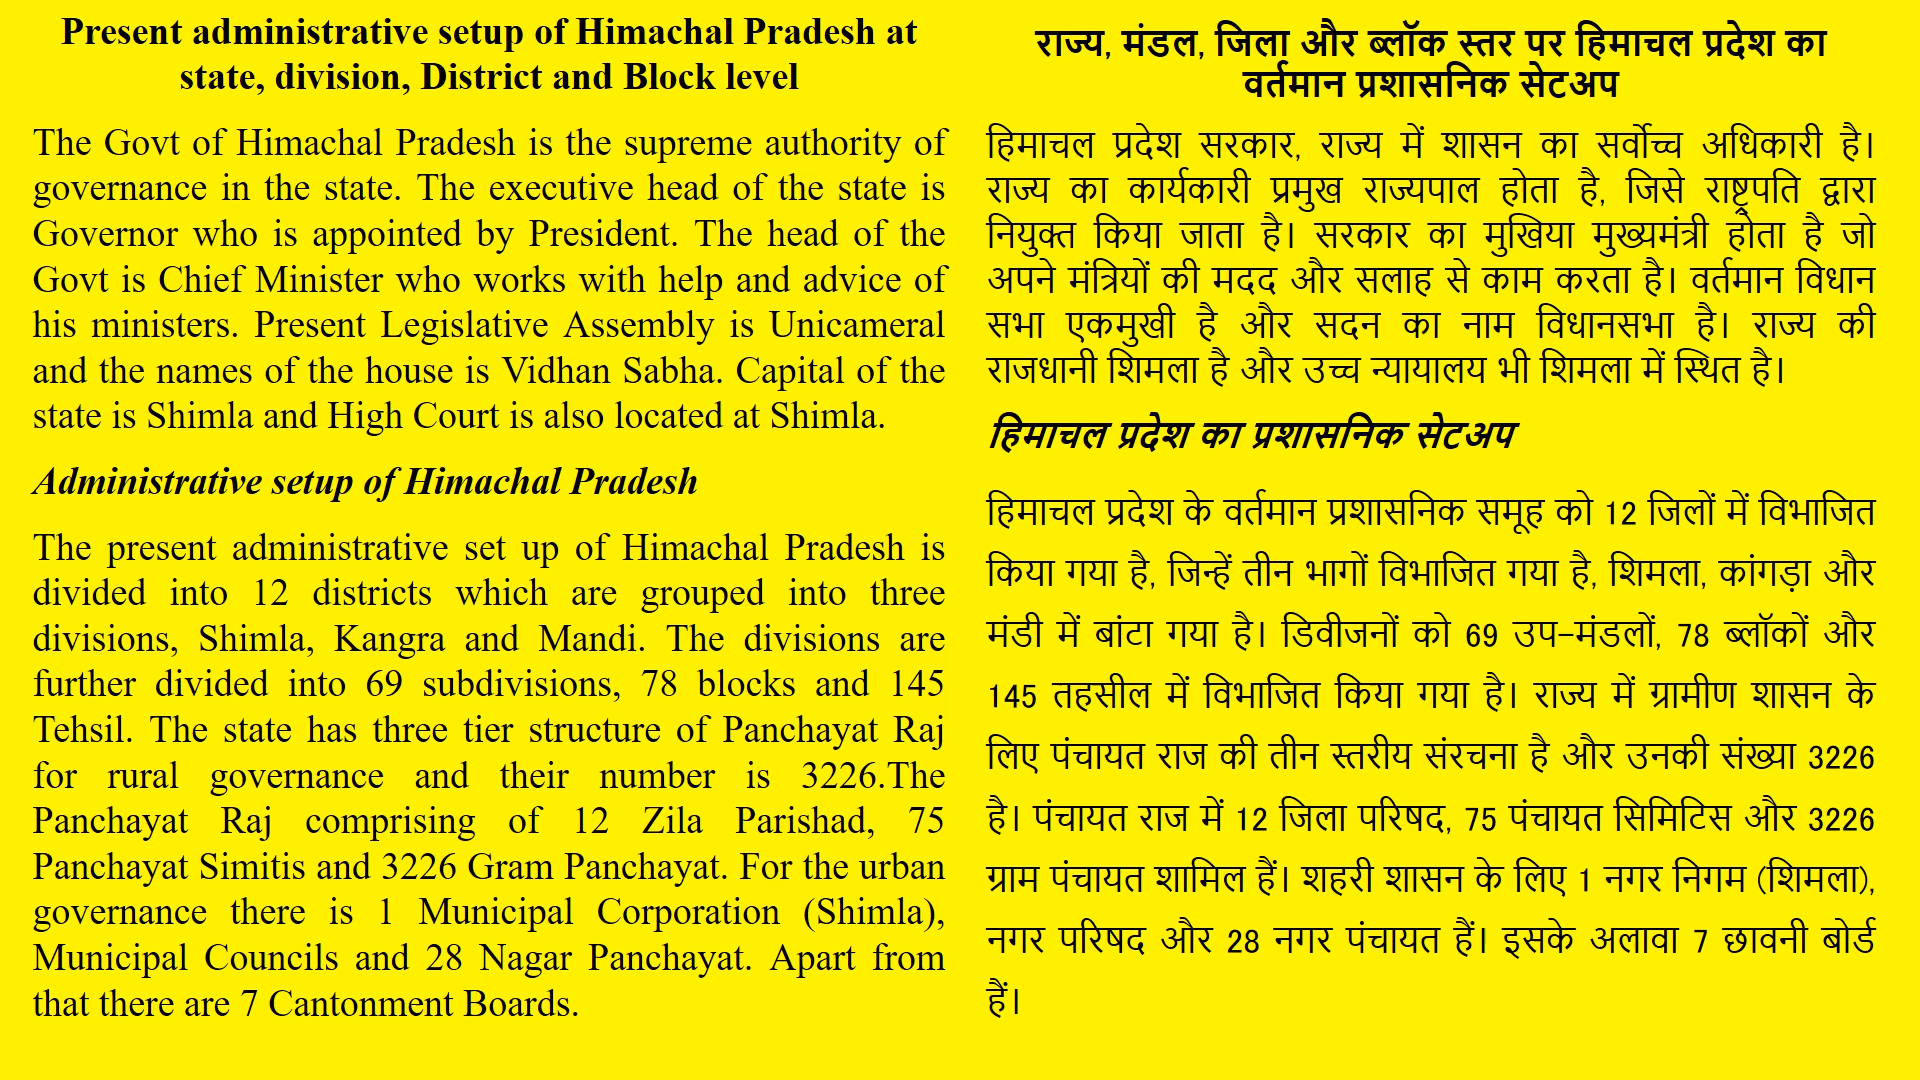 Present administrative setup of Himachal Pradesh at
state, division, District and Block level
The Govt of Himachal Pradesh is the supreme authority of
governance in the state. The executive head of the state is
Governor who is appointed by President. The head of the
Govt is Chief Minister who works with help and advice of
his ministers. Present Legislative Assembly is Unicameral
and the names of the house is Vidhan Sabha. Capital of the
state is Shimla and High Court is also located at Shimla.
Administrative setup of Himachal Pradesh
The present administrative set up of Himachal Pradesh is
divided into 12 districts which are grouped into three
divisions, Shimla, Kangra and Mandi. The divisions are
further divided into 69 subdivisions, 78 blocks and 145
Tehsil. The state has three tier structure of Panchayat Raj
for rural governance and their number is 3226.The
Panchayat Raj comprising of 12 Zila Parishad, 75
Panchayat Simitis and 3226 Gram Panchayat. For the urban
governance there is 1 Municipal Corporation (Shimla),
Municipal Councils and 28 Nagar Panchayat. Apart from
that there are 7 Cantonment Boards.
राज्य, मंडल, जिला और ब्लॉक स्तर पर हिमाचल प्रदेश का
वर्तमान प्रशासनिक सेटअप
हिमाचल प्रदेश सरकार, राज्य में शासन का सर्वोच्च अधिकारी है।
राज्य का कार्यकारी प्रमुख राज्यपाल होता है, जिसे राष्ट्रपति द्वारा
नियुक्त किया जाता है। सरकार का मुखिया मुख्यमंत्री होता है जो
अपने मंत्रियों की मदद और सलाह से काम करता है। वर्तमान विधान
सभा एकमुखी है और सदन का नाम विधानसभा है। राज्य की
राजधानी शिमला है और उच्च न्यायालय भी शिमला में स्थित है।
हिमाचल प्रदेश का प्रशासनिक सेटअप
हिमाचल प्रदेश के वर्तमान प्रशासनिक समूह को 12 जिलों में विभाजित
किया गया है, जिन्हें तीन भागों विभाजित गया है, शिमला, कांगड़ा और
मंडी में बांटा गया है। डिवीजनों को 69 उप-मंडलों, 78 ब्लॉकों और
145 तहसील में विभाजित किया गया है। राज्य में ग्रामीण शासन के
लिए पंचायत राज की तीन स्तरीय संरचना है और उनकी संख्या 3226
है। पंचायत राज में 12 जिला परिषद, 75 पंचायत सिमिटिस और 3226
ग्राम पंचायत शामिल हैं। शहरी शासन के लिए 1 नगर निगम (शिमला),
नगर परिषद और 28 नगर पंचायत हैं। इसके अलावा 7 छावनी बोर्ड
हैं।